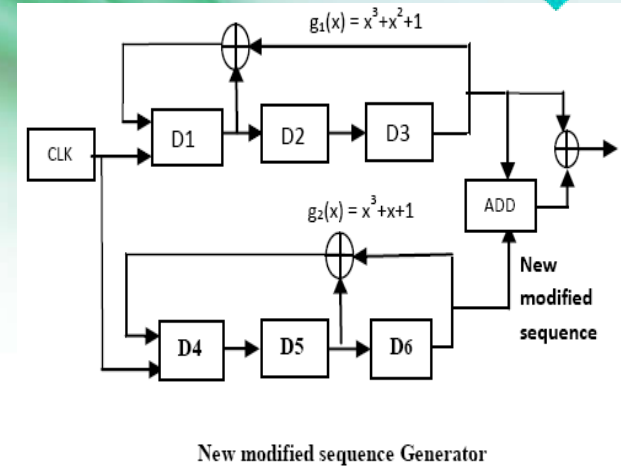 g₁(x) = x³+x²+1
CLK
D1
D2
D3
ADD
g₂(x) = x³+x+1
New
modified
sequence
D4
D5
D6
New modified sequence Generator